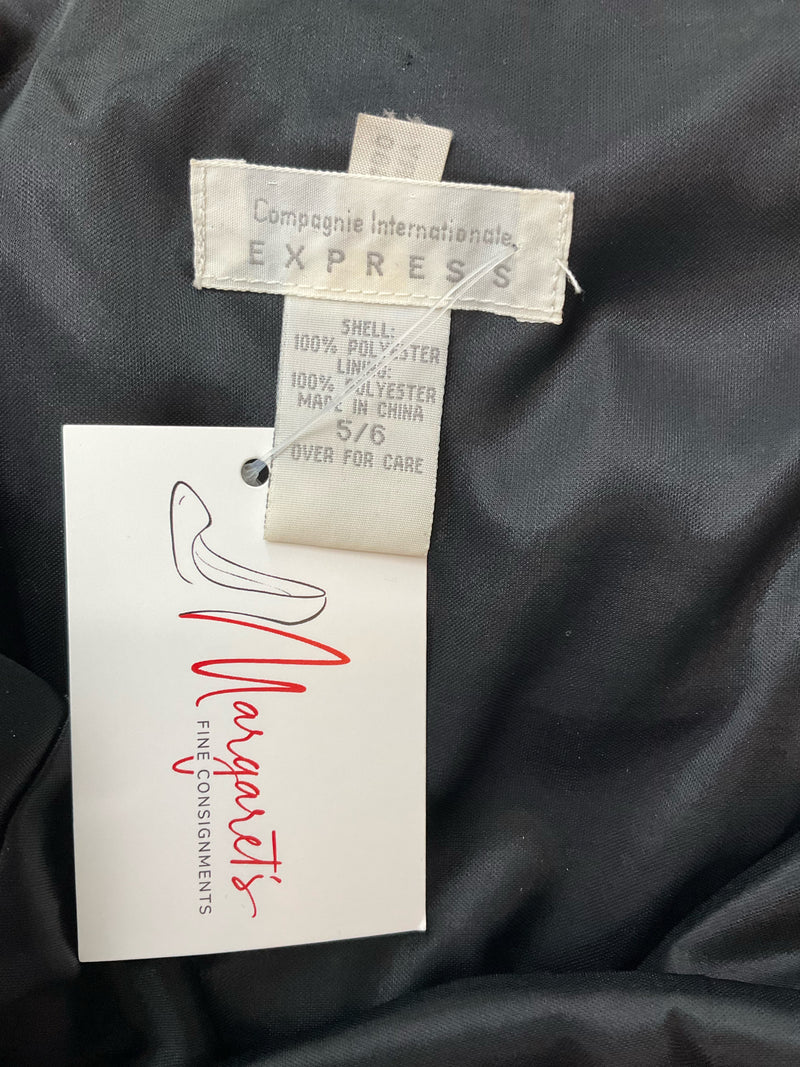 Compagnie Internationale
EXPRESS
SHELL:
100% POLYESTER
LINING:
100% POLYESTER
MADE IN CHINA
5/6
OVER FOR CARE
Margaret's
FINE CONSIGNMENTS